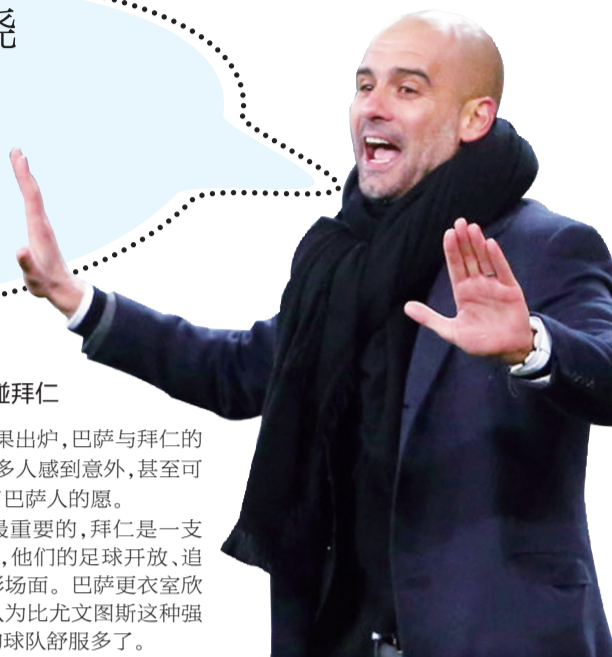 碰拜仁
果出炉，巴萨与拜仁的
多人感到意外，甚至可
巴萨人的愿。
最重要的，拜仁是一支
，他们的足球开放、追
场面。巴萨更衣室欣
为比尤文图斯这种强
球队舒服多了。